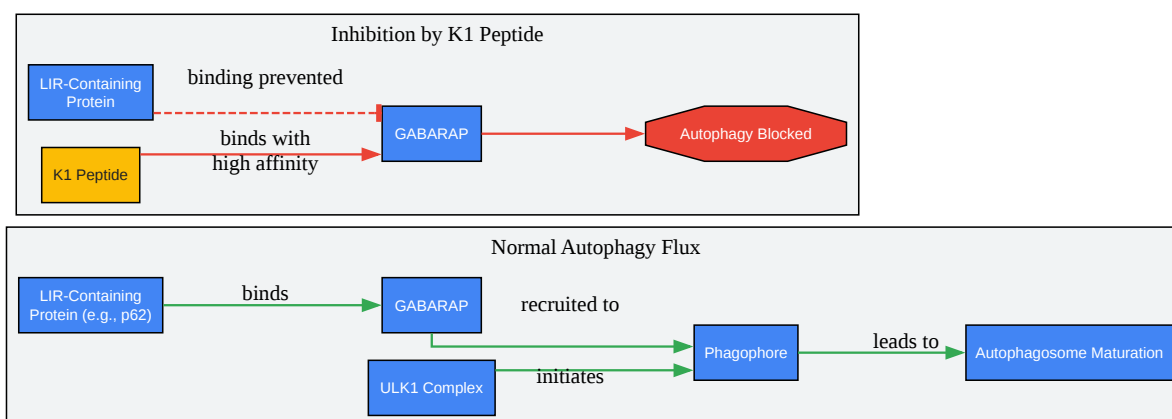 Inhibition by K1 Peptide
LIR-Containing
Protein
binding prevented
GABARAP
Autophagy Blocked
binds with
high affinity
K1 Peptide
Normal Autophagy Flux
LIR-Containing
Protein (e.g., p62)
binds
GABARAP
recruited to
Phagophore
leads to
Autophagosome Maturation
ULK1 Complex
initiates